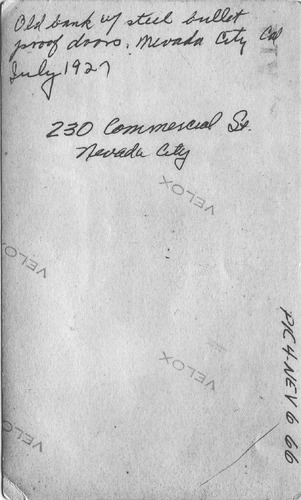 Old bank w/ steel bullet
proof doors. Nevada City Cal
July 1927
230 Commercial St.
Nevada City
VELOX
VELOX
VELOX
VELOX
PIC 4-NEV 6 66